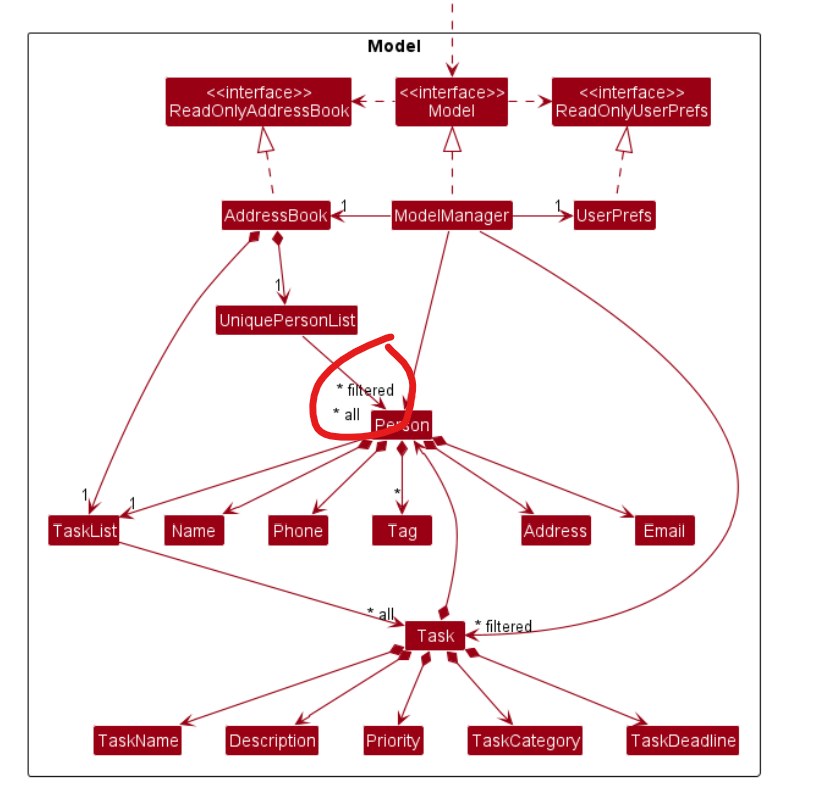 Model
<<interface>>
ReadOnlyAddressBook
<<interface>>
Model
<<interface>>
ReadOnlyUserPrefs
AddressBook
1
ModelManager
1
UserPrefs
1
UniquePersonList
* filtered
* all
Person
1
1
*
TaskList
Name
Phone
Tag
Address
Email
* all
* filtered
Task
TaskName
Description
Priority
TaskCategory
TaskDeadline